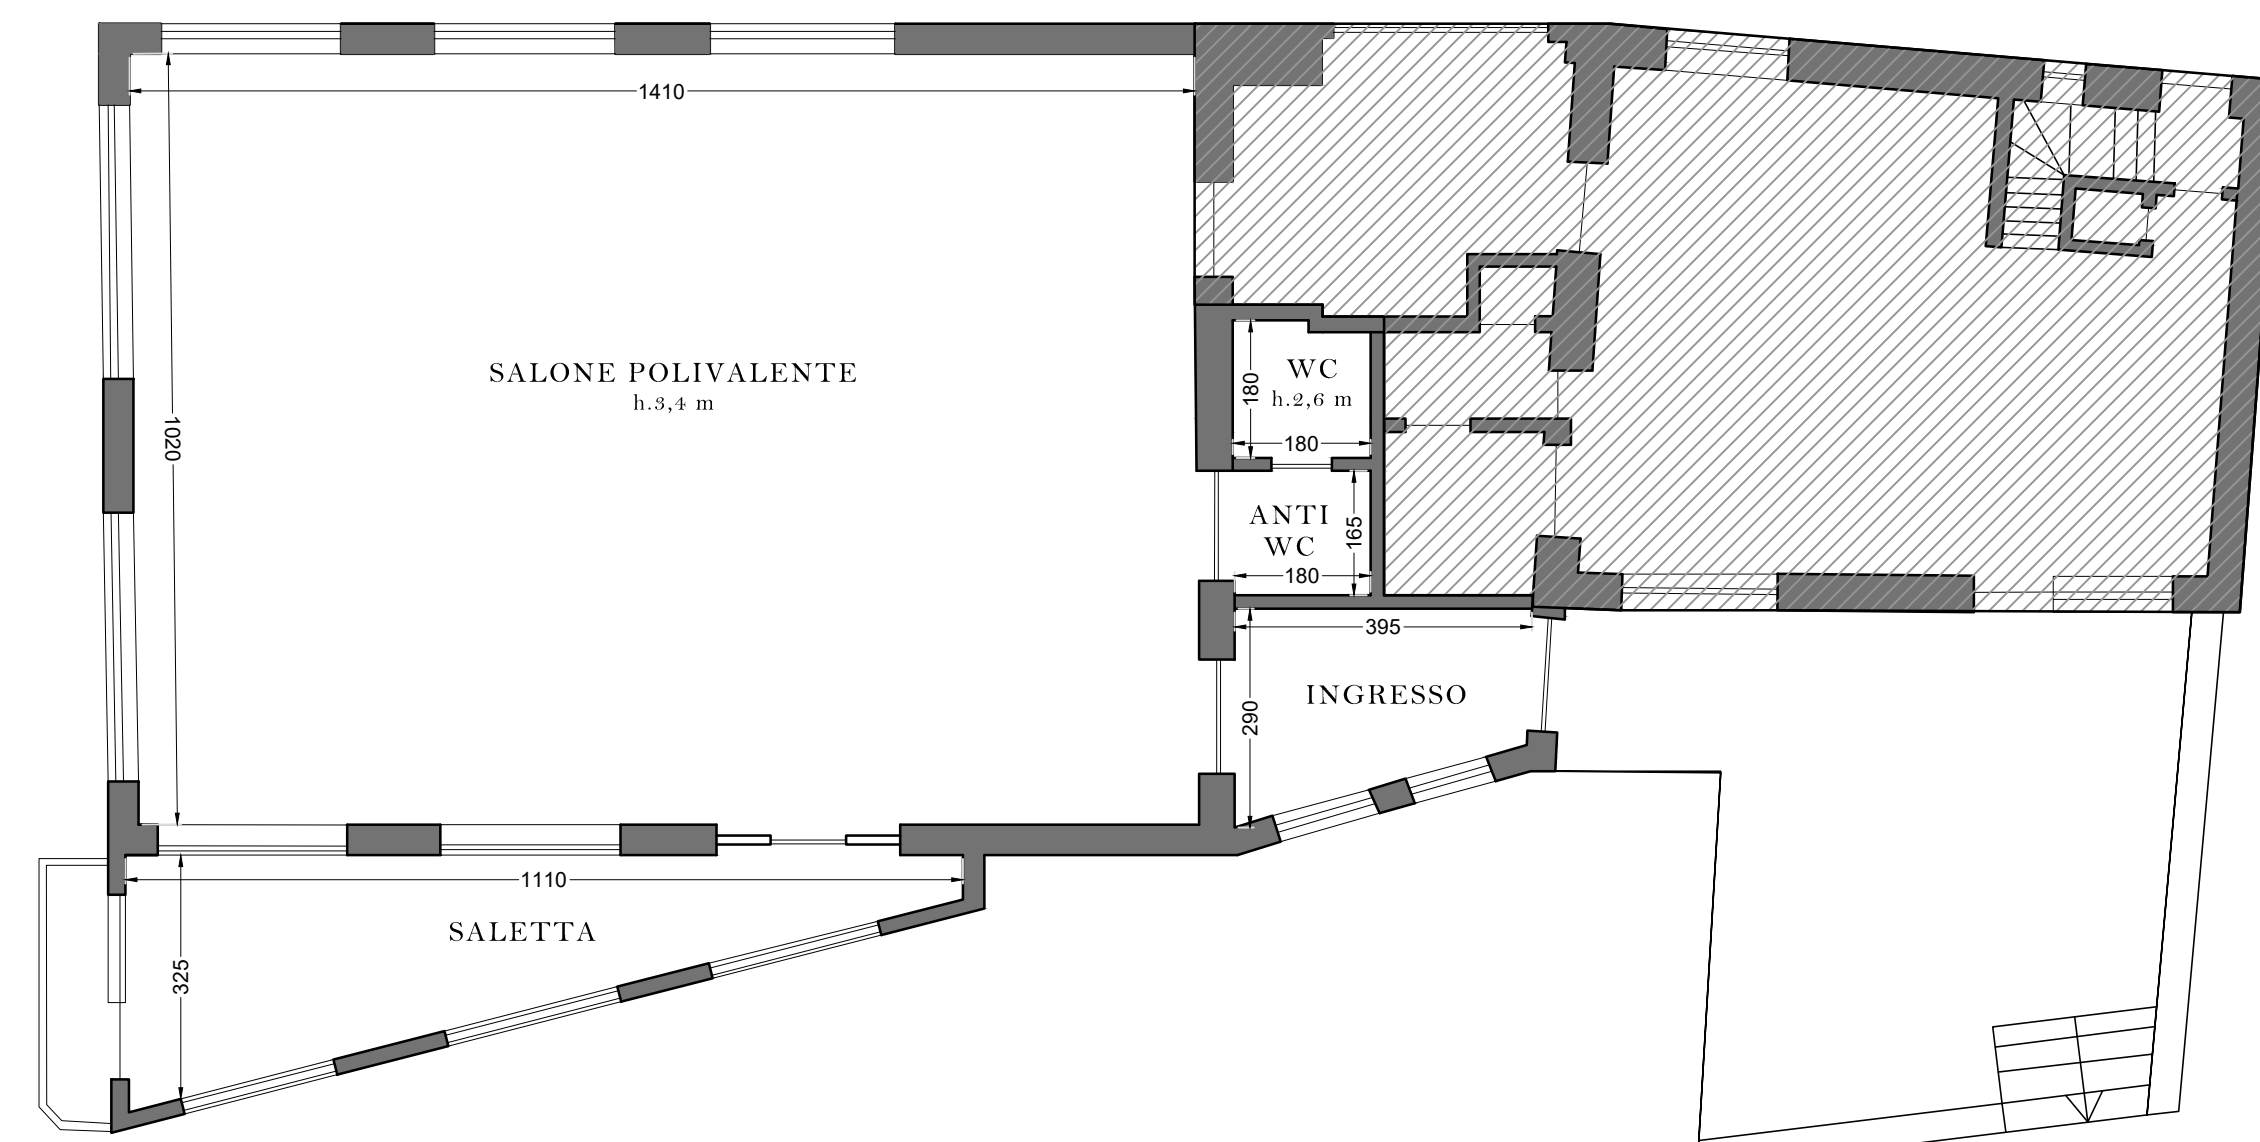 1410
SALONE POLIVALENTE
h.3,4 m
1020
WC
h.2,6 m
180
180
ANTI
WC
165
180
395
INGRESSO
290
1110
SALETTA
325